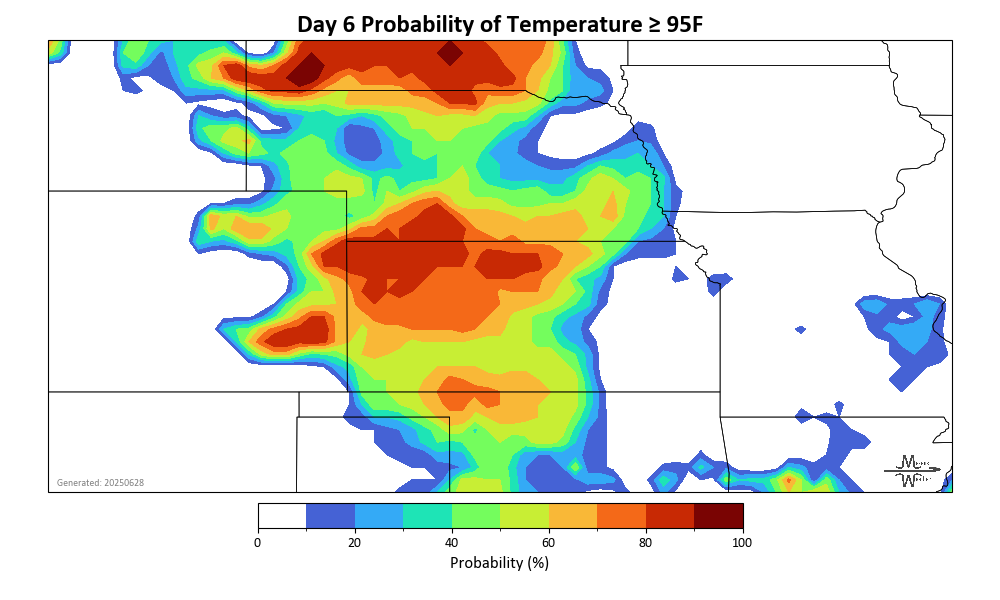 Day 6 Probability of Temperature ≥ 95F
Generated: 20250628
0 20 40 60 80 100
Probability (%)